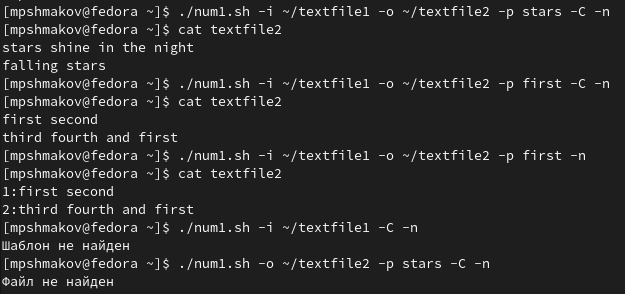 [mpshmakov@fedora ~]$ ./num1.sh -i ~/textfile1 -o ~/textfile2 -p stars -C -n
[mpshmakov@fedora ~]$ cat textfile2
stars shine in the night
falling stars
[mpshmakov@fedora ~]$ ./num1.sh -i ~/textfile1 -o ~/textfile2 -p first -C -n
[mpshmakov@fedora ~]$ cat textfile2
first second
third fourth and first
[mpshmakov@fedora ~]$ ./num1.sh -i ~/textfile1 -o ~/textfile2 -p first -n
[mpshmakov@fedora ~]$ cat textfile2
1:first second
2:third fourth and first
[mpshmakov@fedora ~]$ ./num1.sh -i ~/textfile1 -C -n
Шаблон не найден
[mpshmakov@fedora ~]$ ./num1.sh -o ~/textfile2 -p stars -C -n
Файл не найден